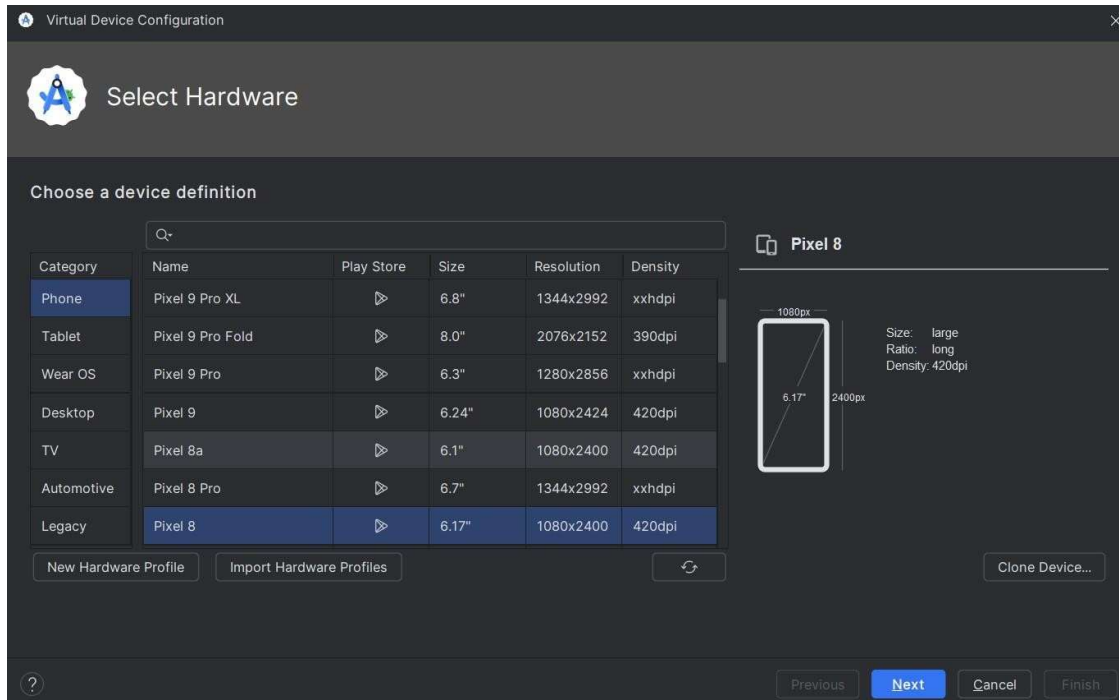 Virtual Device Configuration
Select Hardware
Choose a device definition
Category
Phone
Tablet
Wear OS
Desktop
TV
Automotive
Legacy
Name Play Store Size Resolution Density
Pixel 9 Pro XL 6.8" 1344x2992 xxhdpi
Pixel 9 Pro Fold 8.0" 2076x2152 390dpi
Pixel 9 Pro 6.3" 1280x2856 xxhdpi
Pixel 9 6.24" 1080x2424 420dpi
Pixel 8a 6.1" 1080x2400 420dpi
Pixel 8 Pro 6.7" 1344x2992 xxhdpi
Pixel 8 6.17" 1080x2400 420dpi
Pixel 8
1080px
6.17"
2400px
Size: large
Ratio: long
Density: 420dpi
New Hardware Profile Import Hardware Profiles Clone Device...
? Previous Next Cancel Finish